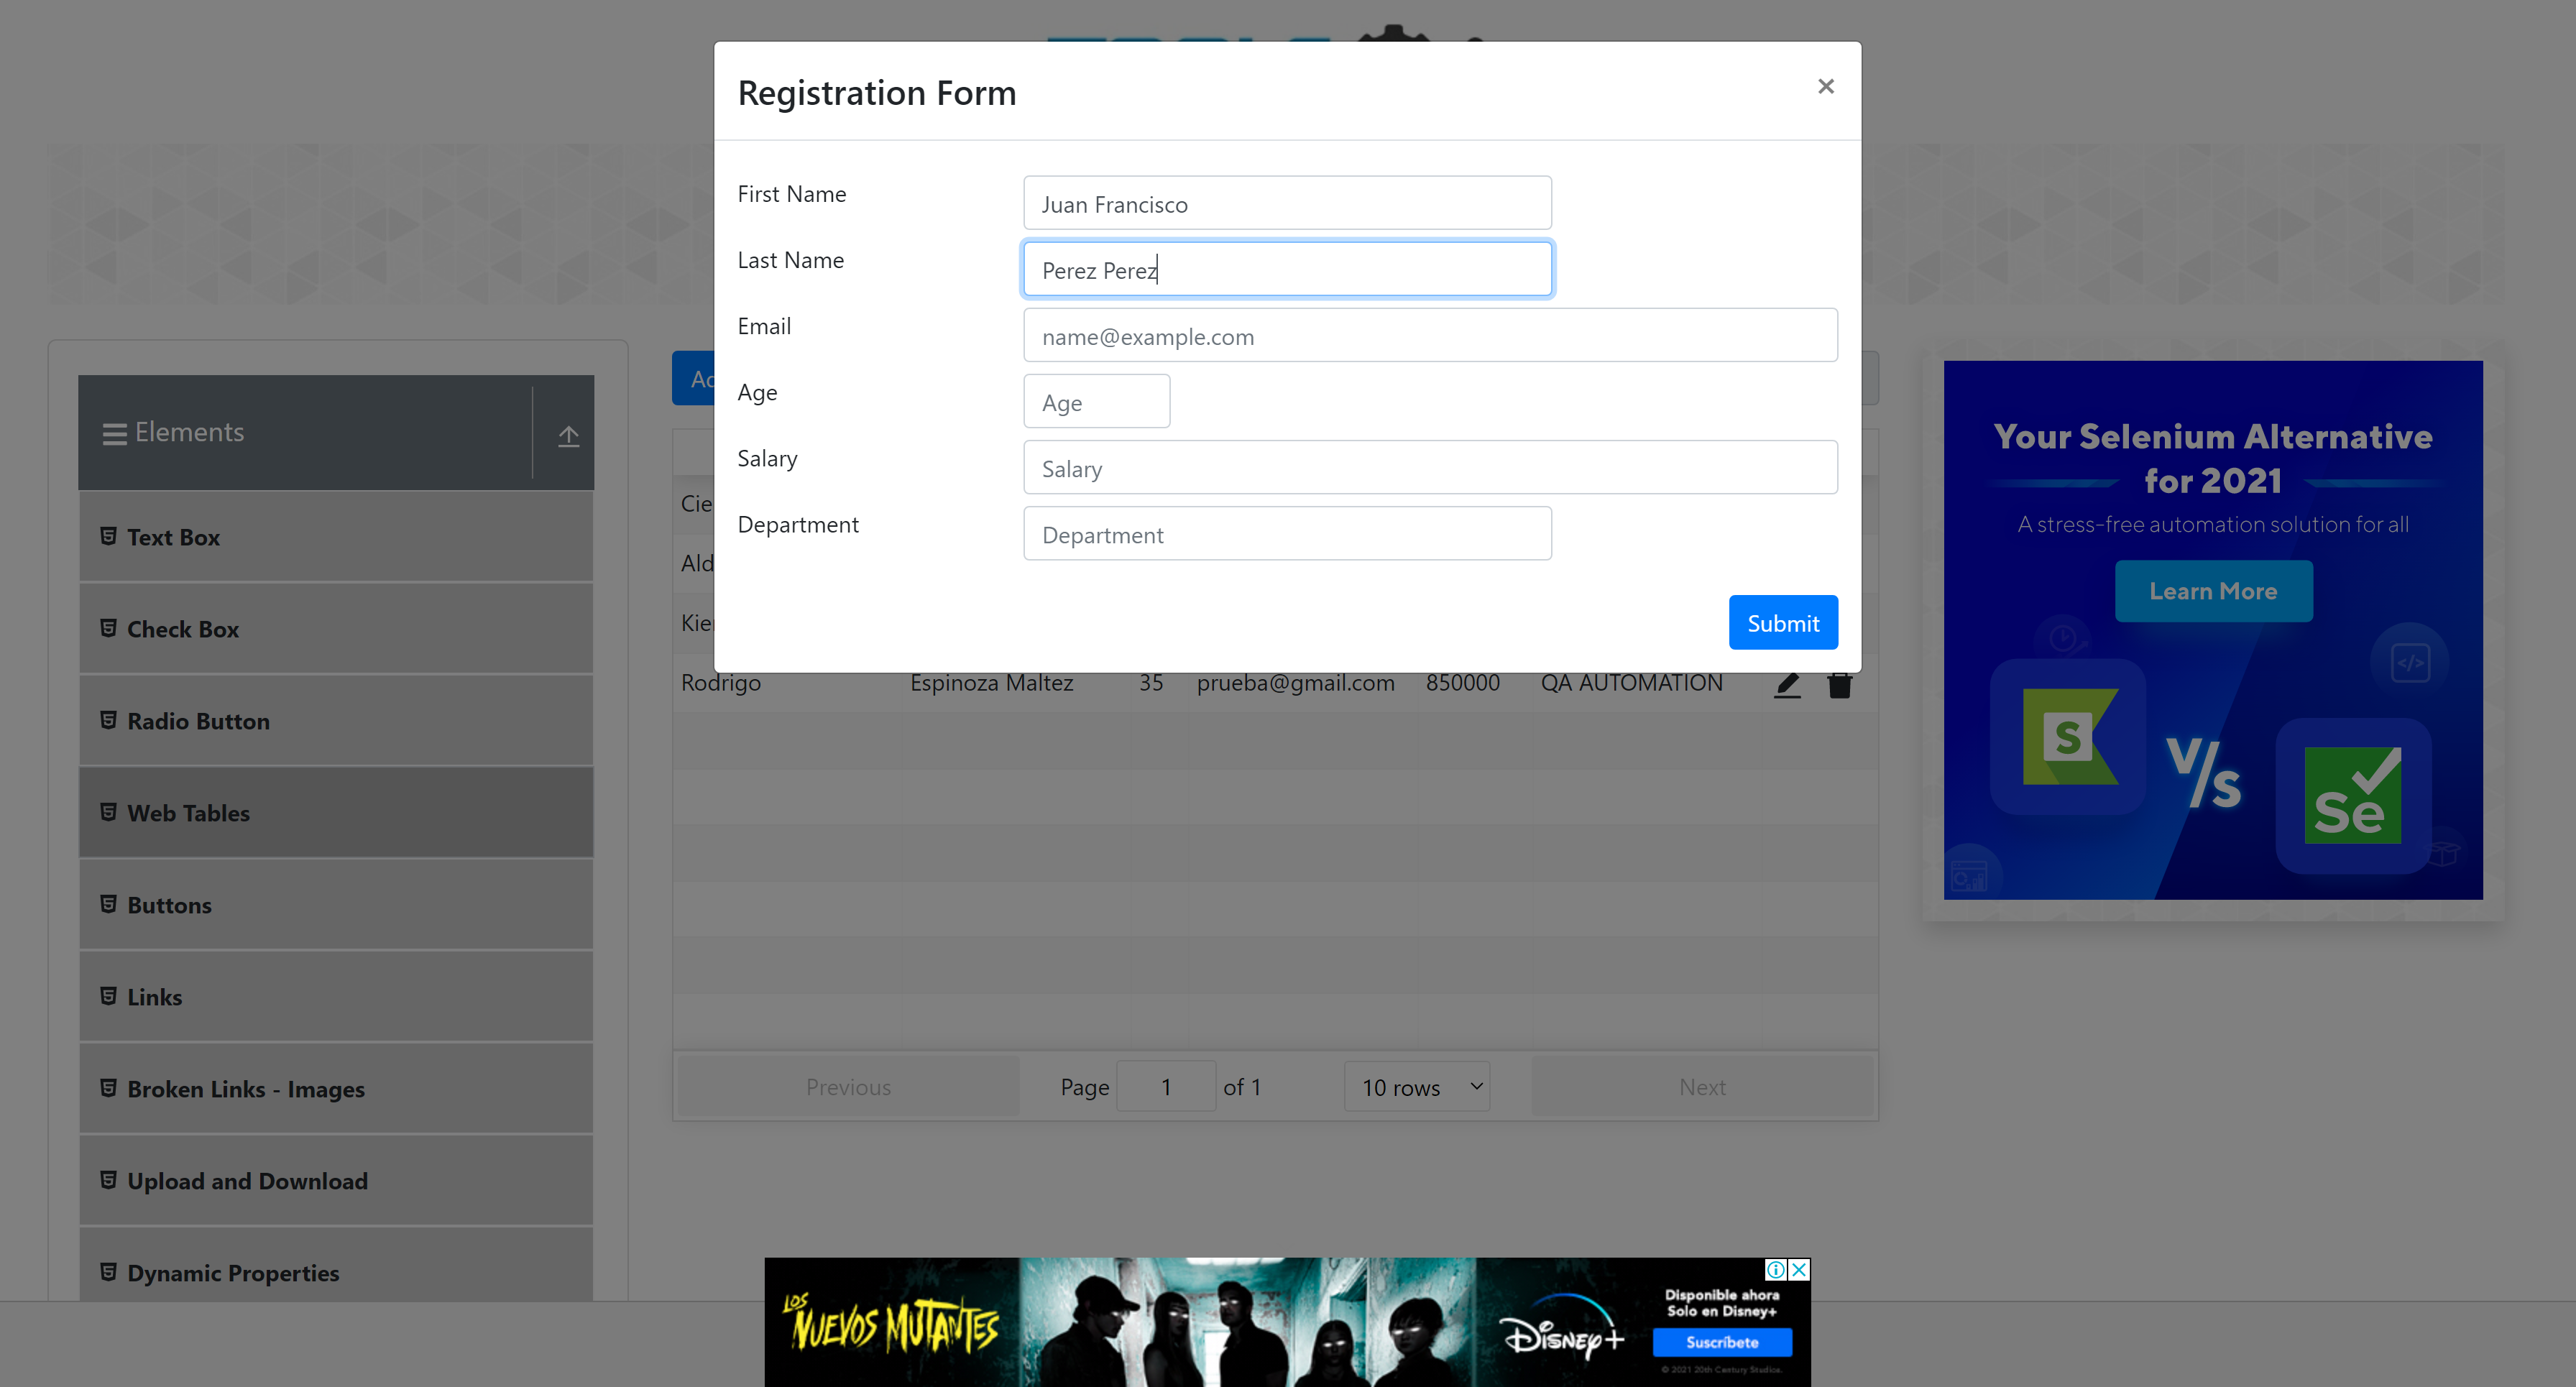 Registration Form ×
First Name Juan Francisco
Last Name Perez Perez
Email name@example.com
Age Age
Salary Salary
Department Department
Submit
Elements
Text Box
Check Box
Radio Button
Web Tables
Buttons
Links
Broken Links - Images
Upload and Download
Dynamic Properties
Rodrigo Espinoza Maltez 35 prueba@gmail.com 850000 QA AUTOMATION
Previous Page 1 of 1 10 rows Next
Your Selenium Alternative
for 2021
A stress-free automation solution for all
Learn More
S
V/S
Se
LOS
NUEVOS MUTANTES
Disney+
Disponible ahora
Solo en Disney+
Suscríbete
© 2021 20th Century Studios.